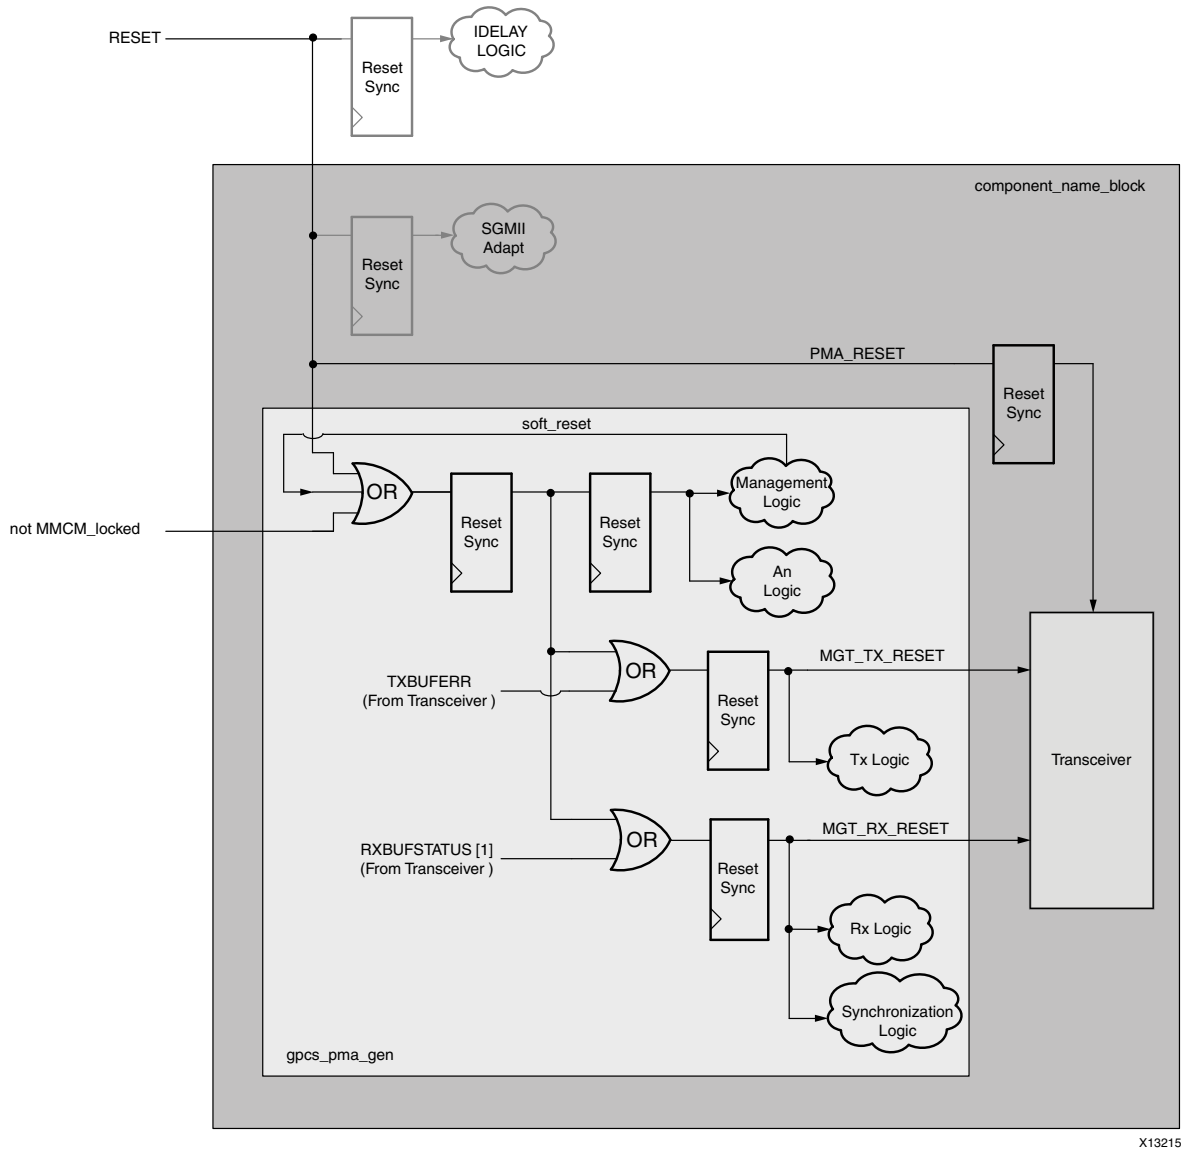 RESET
Reset
Sync
IDELAY
LOGIC
component_name_block
Reset
Sync
SGMII
Adapt
PMA_RESET
Reset
Sync
soft_reset
OR
not MMCM_locked
Reset
Sync
Reset
Sync
Management
Logic
An
Logic
TXBUFERR
(From Transceiver )
OR
Reset
Sync
MGT_TX_RESET
Tx Logic
Transceiver
RXBUFSTATUS [1]
(From Transceiver )
OR
Reset
Sync
MGT_RX_RESET
Rx Logic
Synchronization
Logic
gpcs_pma_gen
X13215